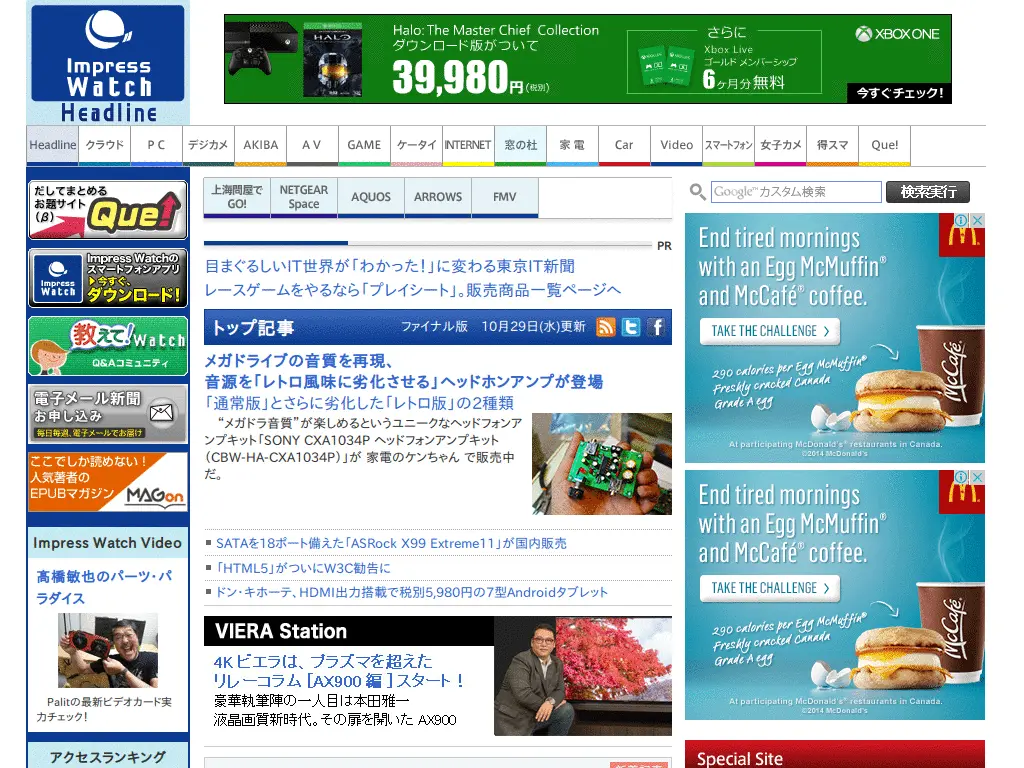 Impress
Watch
Headline
Halo: The Master Chief Collection
ダウンロード版がついて
39,980円(税別)
さらに
Xbox Live
ゴールド メンバーシップ
6ヶ月分無料
XBOX ONE
今すぐチェック!
Headline
クラウド
PC
デジカメ
AKIBA
AV
GAME
ケータイ
INTERNET
窓の杜
家電
Car
Video
スマートフォン
女子カメ
得スマ
Que!
だしてまとめる
お題サイト
(β)
Que!
Impress Watchの
スマートフォンアプリ
今すぐ、
ダウンロード!
Impress
Watch
教えて!Watch
Q&Aコミュニティ
電子メール新聞
お申し込み
毎日毎週、電子メールでお届け
ここでしか読めない!
人気著者の
EPUBマガジン
MAGon
Impress Watch Video
髙橋敏也のパーツ・パ
ラダイス
Palitの最新ビデオカード実
力チェック!
アクセスランキング
上海問屋で
GO!
NETGEAR
Space
AQUOS
ARROWS
FMV
PR
目まぐるしいIT世界が「わかった!」に変わる東京IT新聞
レースゲームをやるなら「プレイシート」。販売商品一覧ページへ
トップ記事
ファイナル版 10月29日(水)更新
メガドライブの音質を再現、
音源を「レトロ風味に劣化させる」ヘッドホンアンプが登場
「通常版」とさらに劣化した「レトロ版」の2種類
“メガドラ音質”が楽しめるというユニークなヘッドフォンア
ンプキット「SONY CXA1034P ヘッドフォンアンプキット
(CBW-HA-CXA1034P)」が 家電のケンちゃん で販売中
だ。
SATAを18ポート備えた「ASRock X99 Extreme11」が国内販売
「HTML5」がついにW3C勧告に
ドン・キホーテ、HDMI出力搭載で税別5,980円の7型Androidタブレット
VIERA Station
4K ビエラは、プラズマを超えた
リレーコラム [AX900 編 ] スタート!
豪華執筆陣の一人目は本田雅一
液晶画質新時代。その扉を開いた AX900
Google™ カスタム検索
検索実行
End tired mornings
with an Egg McMuffin®
and McCafé® coffee.
TAKE THE CHALLENGE
290 calories per Egg McMuffin®
Freshly cracked Canada
Grade A egg
McCafé
At participating McDonald's® restaurants in Canada.
©2014 McDonald's
End tired mornings
with an Egg McMuffin®
and McCafé® coffee.
TAKE THE CHALLENGE
290 calories per Egg McMuffin®
Freshly cracked Canada
Grade A egg
McCafé
At participating McDonald's® restaurants in Canada.
©2014 McDonald's
Special Site